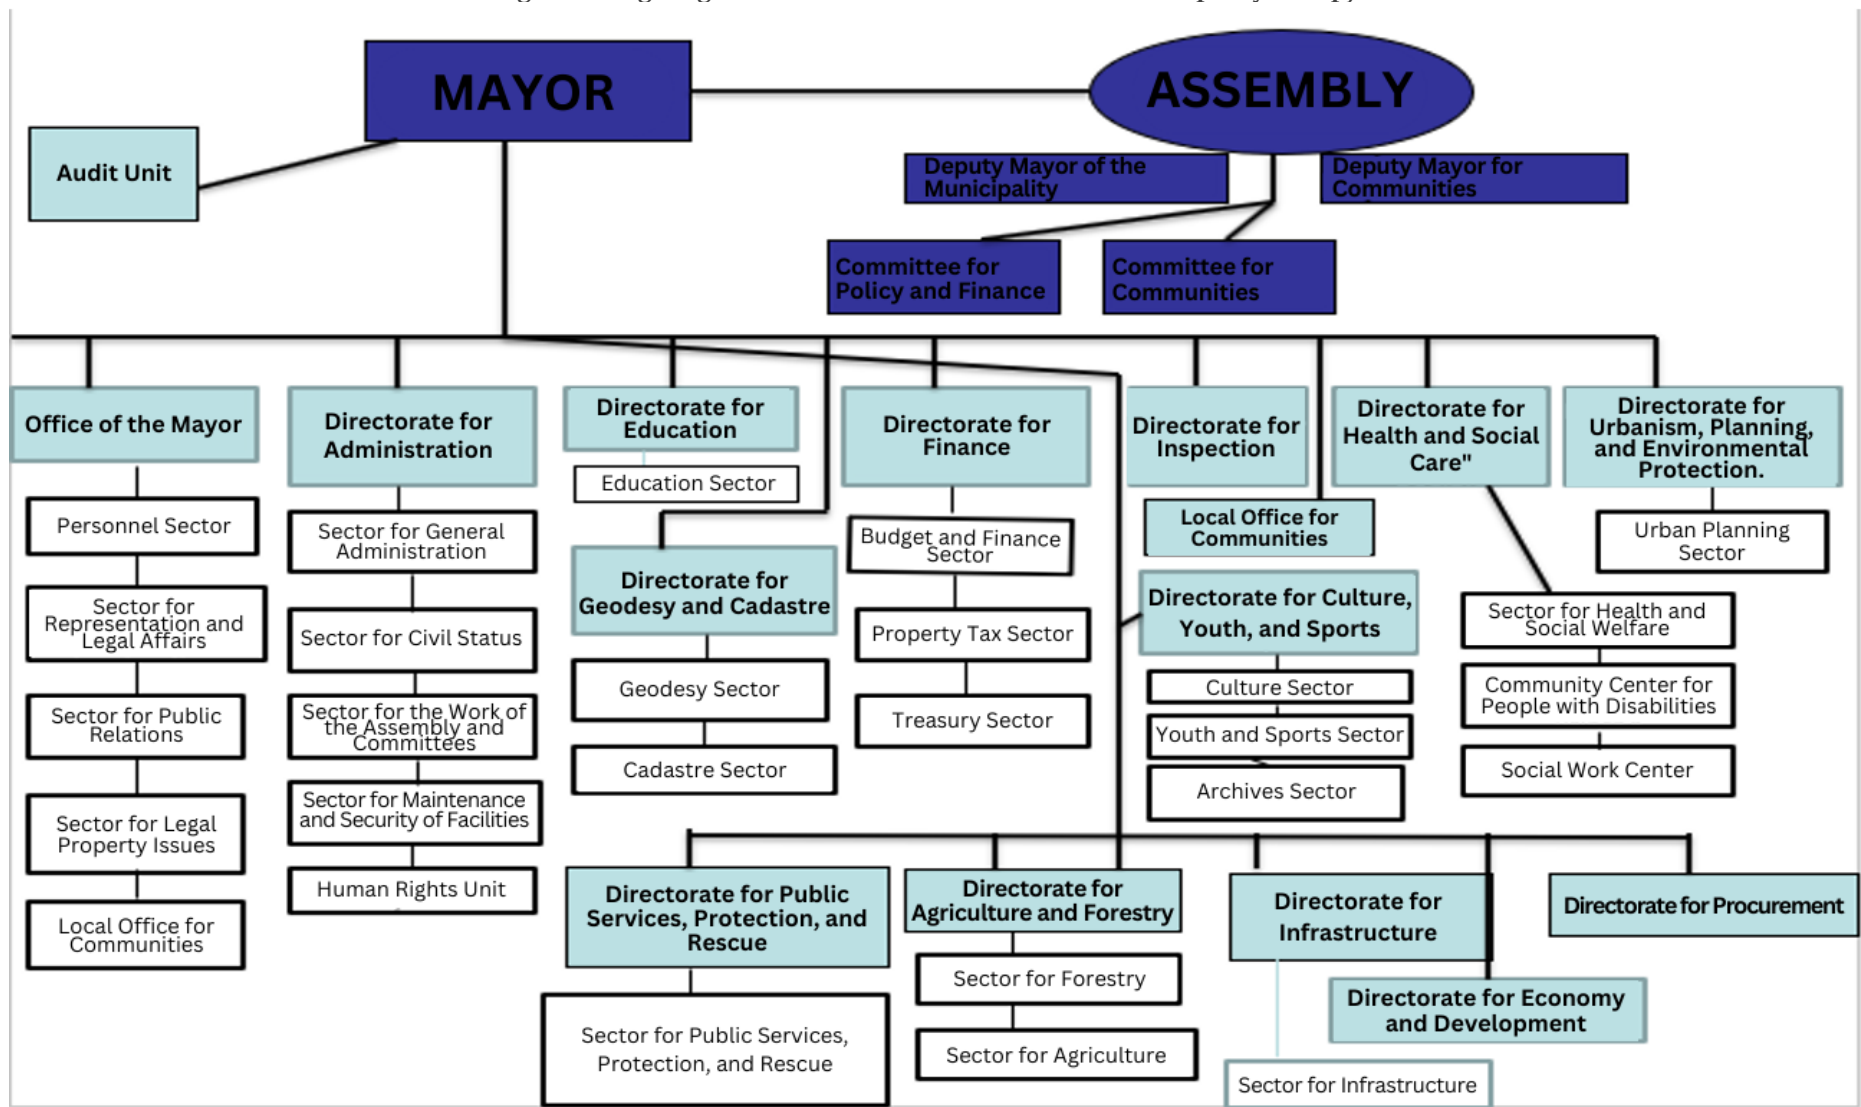 MAYOR
ASSEMBLY
Audit Unit
Deputy Mayor of the
Municipality
Deputy Mayor for
Communities
Committee for
Policy and Finance
Committee for
Communities
Office of the Mayor
Personnel Sector
Sector for
Representation and
Legal Affairs
Sector for Public
Relations
Sector for Legal
Property Issues
Local Office for
Communities
Directorate for
Administration
Sector for General
Administration
Sector for Civil Status
Sector for the Work of
the Assembly and
Committees
Sector for Maintenance
and Security of Facilities
Human Rights Unit
Directorate for
Education
Education Sector
Directorate for
Geodesy and Cadastre
Geodesy Sector
Cadastre Sector
Directorate for
Finance
Budget and Finance
Sector
Property Tax Sector
Treasury Sector
Directorate for
Inspection
Local Office for
Communities
Directorate for Culture,
Youth, and Sports
Culture Sector
Youth and Sports Sector
Archives Sector
Directorate for
Health and Social
Care"
Sector for Health and
Social Welfare
Community Center for
People with Disabilities
Social Work Center
Directorate for
Urbanism, Planning,
and Environmental
Protection.
Urban Planning
Sector
Directorate for Public
Services, Protection, and
Rescue
Sector for Public Services,
Protection, and Rescue
Directorate for
Agriculture and Forestry
Sector for Forestry
Sector for Agriculture
Directorate for
Infrastructure
Sector for Infrastructure
Directorate for Economy
and Development
Directorate for Procurement